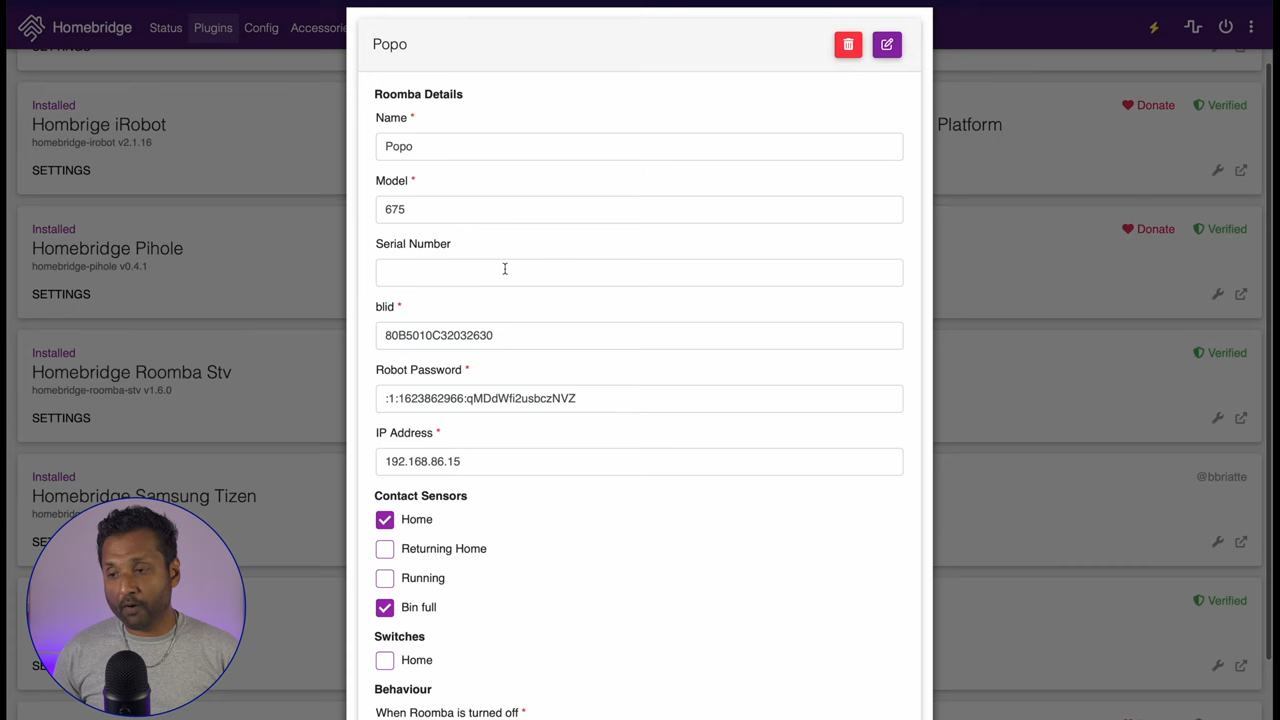 Homebridge Status Plugins Config Accessories
Popo
Roomba Details
Name *
Popo
Model *
675
Serial Number
blid *
80B5010C32032630
Robot Password *
:1:1623862966:qMDdWfi2usbczNVZ
IP Address *
192.168.86.15
Contact Sensors
Home
Returning Home
Running
Bin full
Switches
Home
Behaviour
When Roomba is turned off *
SETTINGS
Installed
Hombrige iRobot
homebridge-irobot v2.1.16
SETTINGS
Installed
Homebridge Pihole
homebridge-pihole v0.4.1
SETTINGS
Installed
Homebridge Roomba Stv
homebridge-roomba-stv v1.6.0
SETTINGS
Installed
Homebridge Samsung Tizen
Donate Verified
Platform
Donate Verified
Verified
@bbriatte
Verified